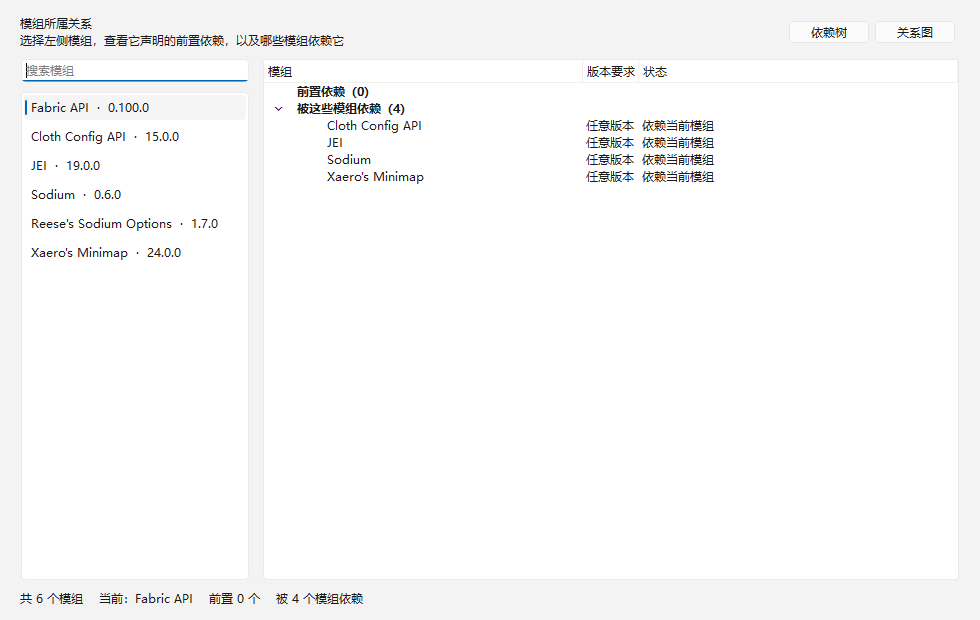 模组所属关系
选择左侧模组，查看它声明的前置依赖，以及哪些模组依赖它
依赖树 关系图
搜索模组
Fabric API · 0.100.0
Cloth Config API · 15.0.0
JEI · 19.0.0
Sodium · 0.6.0
Reese's Sodium Options · 1.7.0
Xaero's Minimap · 24.0.0
模组 版本要求 状态
前置依赖 (0)
被这些模组依赖 (4)
Cloth Config API 任意版本 依赖当前模组
JEI 任意版本 依赖当前模组
Sodium 任意版本 依赖当前模组
Xaero's Minimap 任意版本 依赖当前模组
共 6 个模组 当前：Fabric API 前置 0 个 被 4 个模组依赖